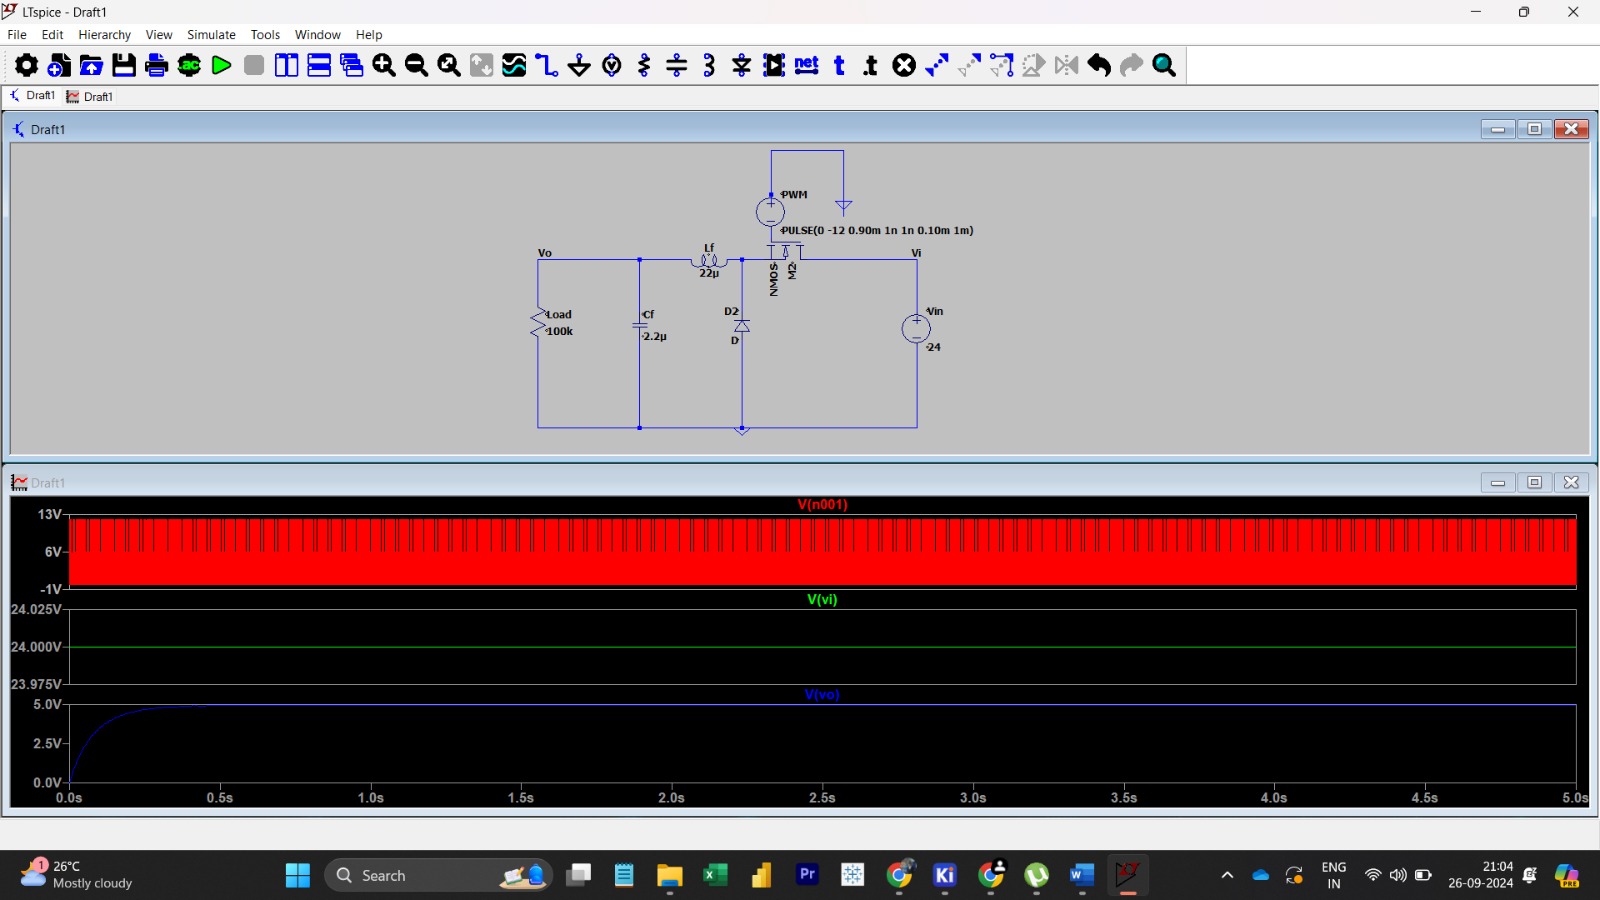 LTspice - Draft1
File Edit Hierarchy View Simulate Tools Window Help
ac net t .t
Draft1 Draft1
Draft1
PWM
PULSE(0 -12 0.90m 1n 1n 0.10m 1m)
Vo Lf Vi
22µ NMOS M2
Load Cf D2 Vin
100k 2.2µ D 24
Draft1
V(n001)
13V
6V
-1V
V(vi)
24.025V
24.000V
23.975V
V(vo)
5.0V
2.5V
0.0V
0.0s 0.5s 1.0s 1.5s 2.0s 2.5s 3.0s 3.5s 4.0s 4.5s 5.0s
1 26°C
Mostly cloudy
Search
Pr Ki W X
ENG
IN
21:04
26-09-2024
PRE